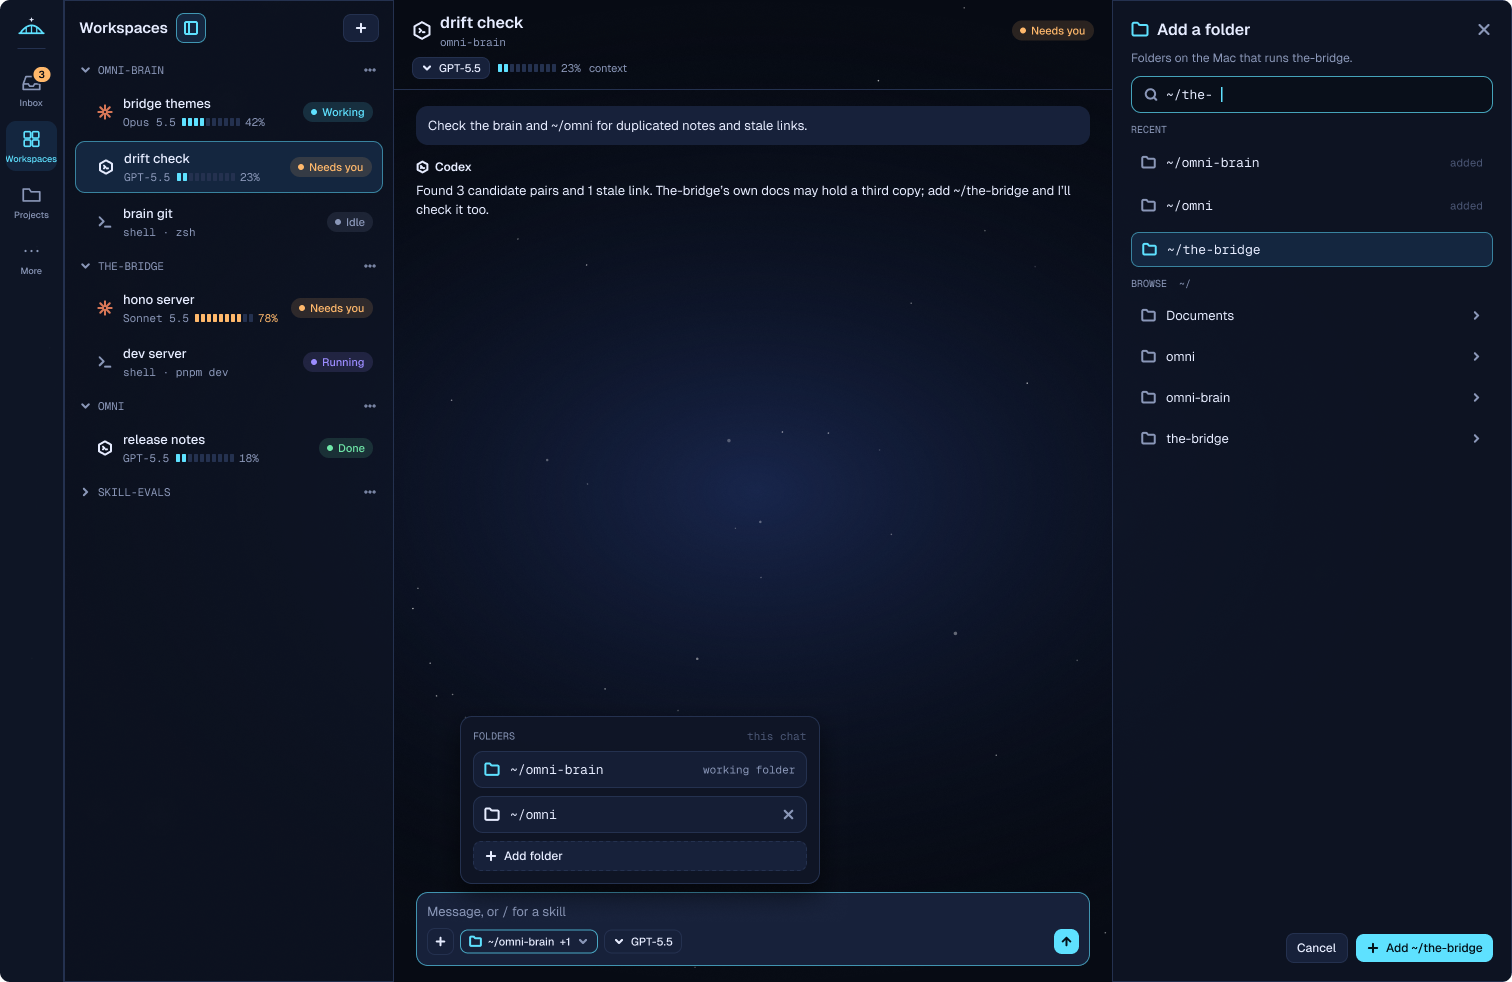 3
Inbox
Workspaces
Projects
More
Workspaces
OMNI-BRAIN
bridge themes
Opus 5.5 42%
Working
drift check
GPT-5.5 23%
Needs you
brain git
shell · zsh
Idle
THE-BRIDGE
hono server
Sonnet 5.5 78%
Needs you
dev server
shell · pnpm dev
Running
OMNI
release notes
GPT-5.5 18%
Done
SKILL-EVALS
drift check
omni-brain
Needs you
GPT-5.5 23% context
Check the brain and ~/omni for duplicated notes and stale links.
Codex
Found 3 candidate pairs and 1 stale link. The-bridge's own docs may hold a third copy; add ~/the-bridge and I'll
check it too.
FOLDERS this chat
~/omni-brain working folder
~/omni
Add folder
Message, or / for a skill
~/omni-brain +1
GPT-5.5
Add a folder
Folders on the Mac that runs the-bridge.
~/the-
RECENT
~/omni-brain added
~/omni added
~/the-bridge
BROWSE ~/
Documents
omni
omni-brain
the-bridge
Cancel
Add ~/the-bridge